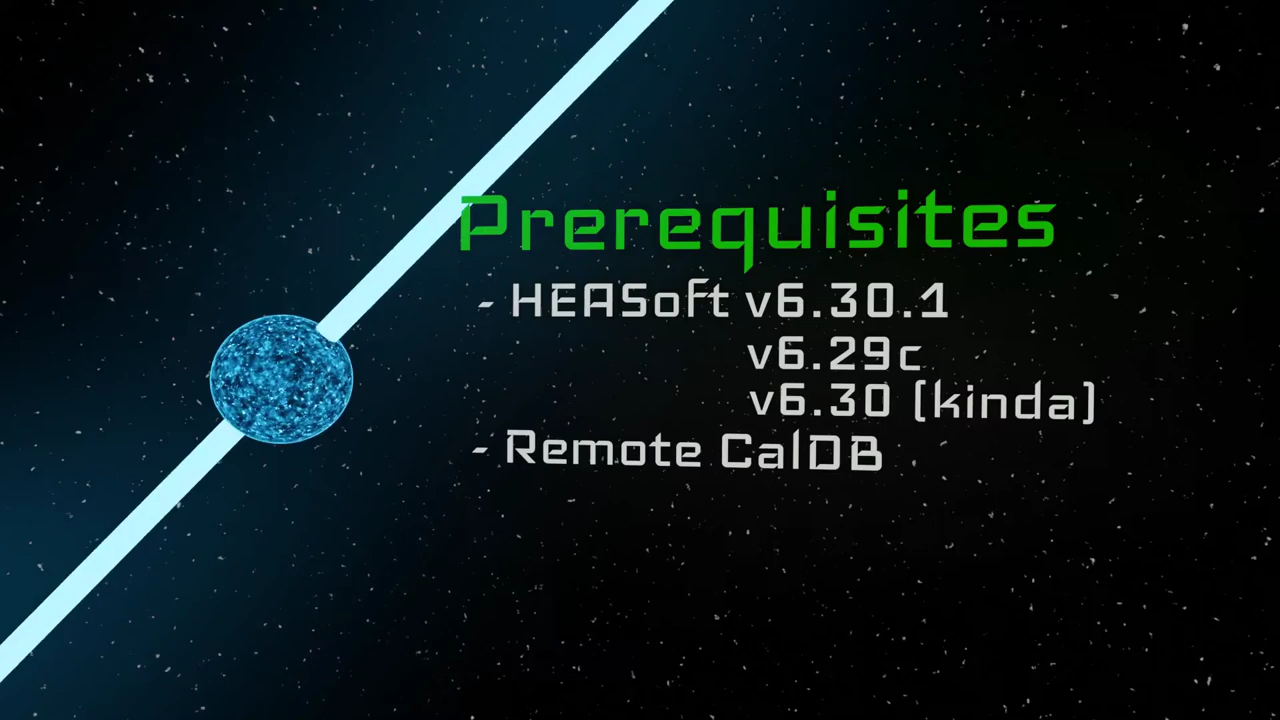 Prerequisites
- HEASoft v6.30.1
v6.29c
v6.30 (kinda)
- Remote CalDB